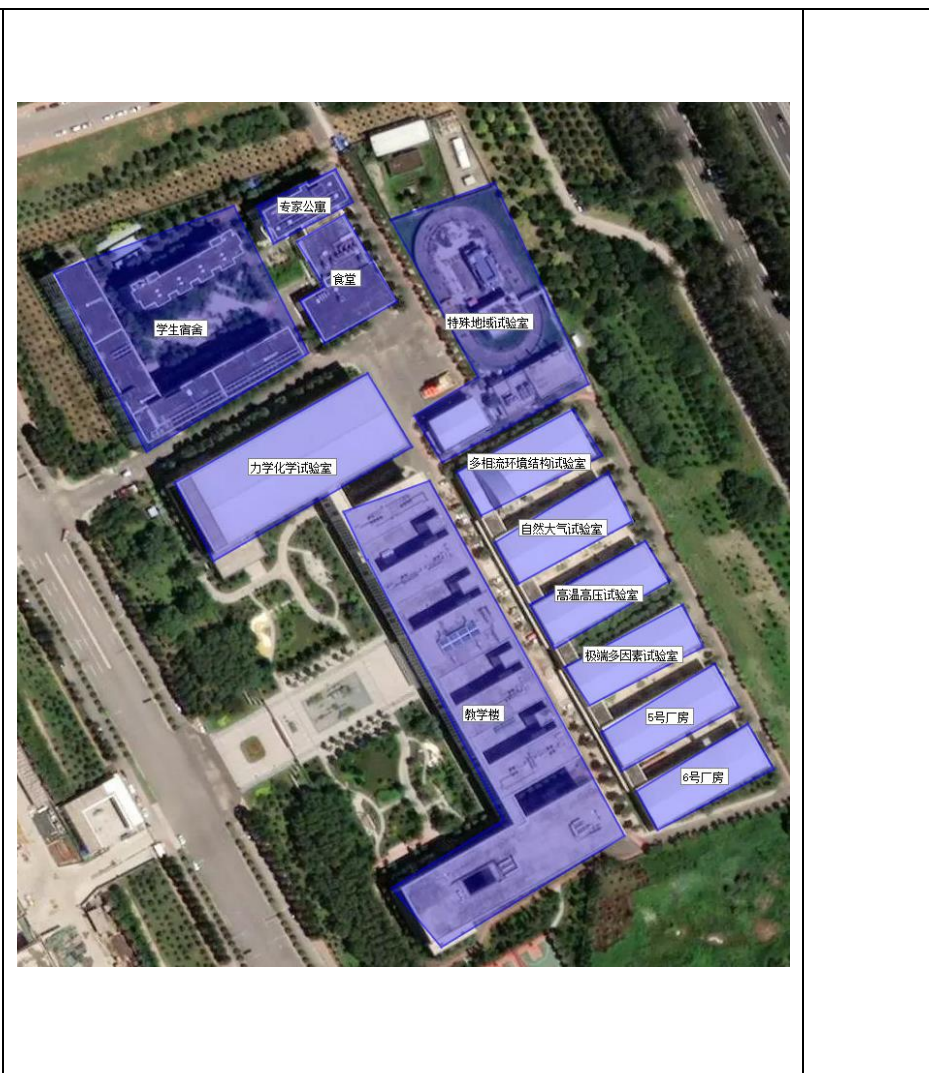 专家公寓
食堂
学生宿舍
特殊地域试验室
力学化学试验室
多相流环境结构试验室
自然大气试验室
高温高压试验室
极端多因素试验室
教学楼
5号厂房
6号厂房